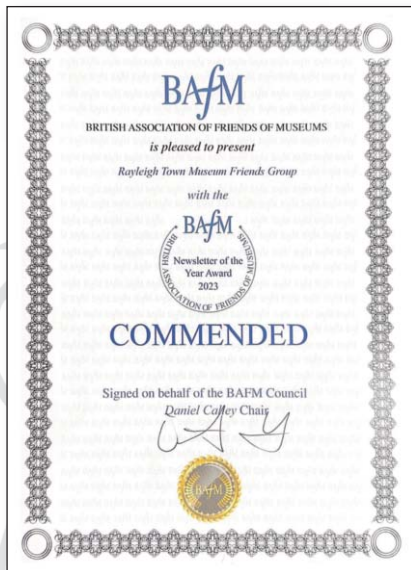 BAfM
BRITISH ASSOCIATION OF FRIENDS OF MUSEUMS
is pleased to present
Rayleigh Town Museum Friends Group
with the
BAfM
Newsletter of the
Year Award
2023
BRITISH ASSOCIATION OF FRIENDS OF MUSEUMS
COMMENDED
Signed on behalf of the BAFM Council
Daniel Chair
BAfM